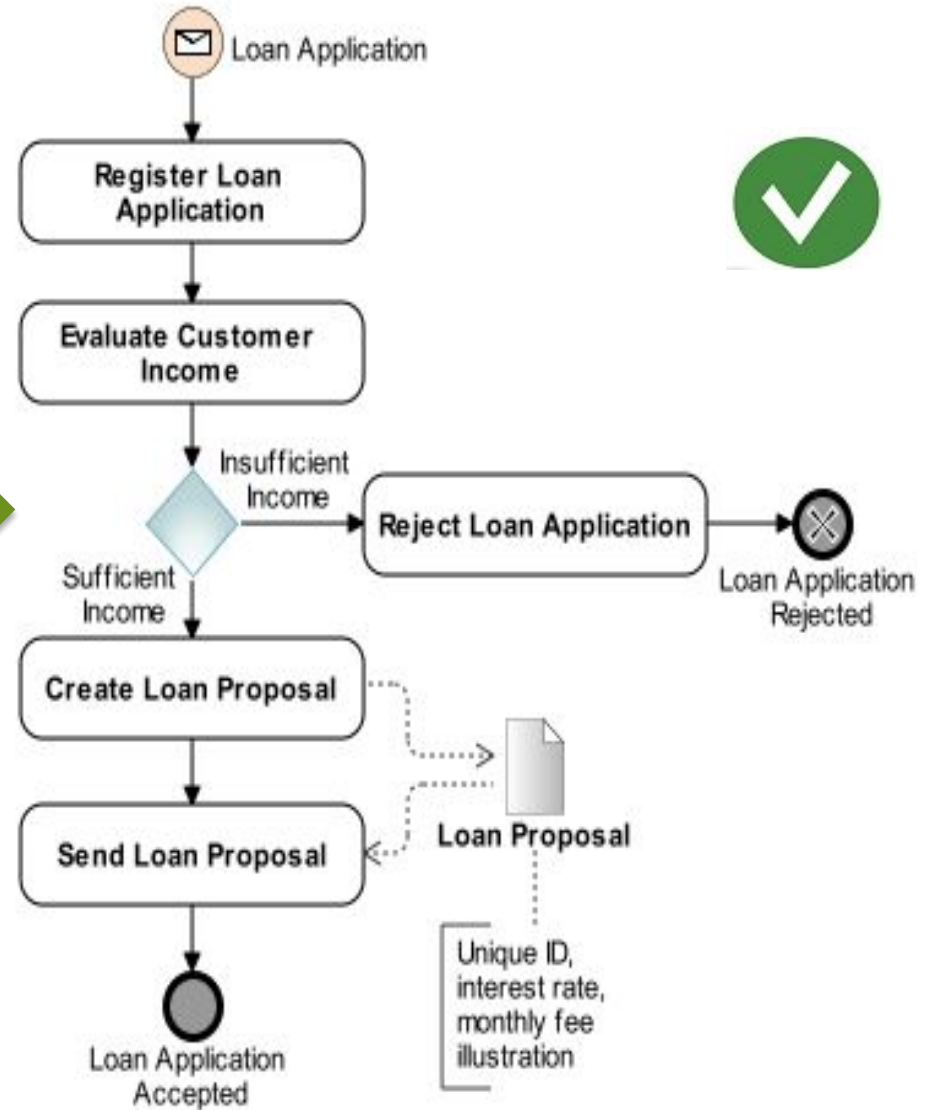 Loan Application
Register Loan
Application
Evaluate Customer
Income
Insufficient
Income
Reject Loan Application
Loan Application
Rejected
Sufficient
Income
Create Loan Proposal
Loan Proposal
Send Loan Proposal
Unique ID,
interest rate,
monthly fee
illustration
Loan Application
Accepted